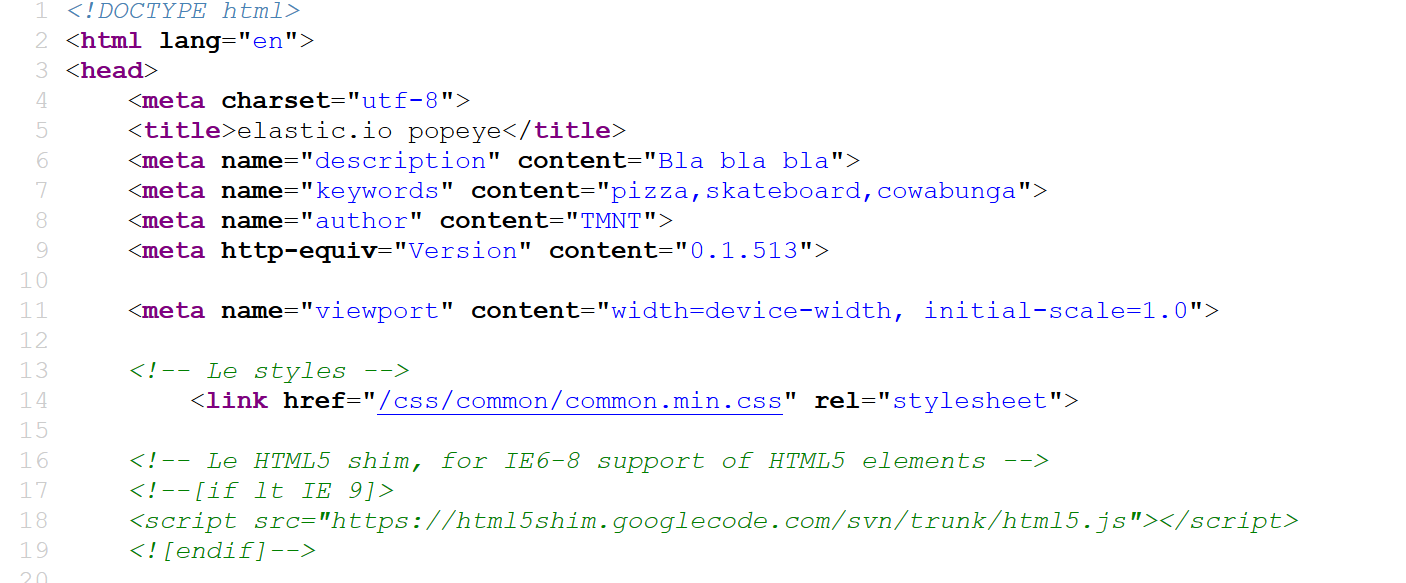 1 <!DOCTYPE html>
2 <html lang="en">
3 <head>
4 <meta charset="utf-8">
5 <title>elastic.io popeye</title>
6 <meta name="description" content="Bla bla bla">
7 <meta name="keywords" content="pizza,skateboard,cowabunga">
8 <meta name="author" content="TMNT">
9 <meta http-equiv="Version" content="0.1.513">
10
11 <meta name="viewport" content="width=device-width, initial-scale=1.0">
12
13 <!-- Le styles -->
14 <link href="/css/common/common.min.css" rel="stylesheet">
15
16 <!-- Le HTML5 shim, for IE6-8 support of HTML5 elements -->
17 <!--[if lt IE 9]>
18 <script src="https://html5shim.googlecode.com/svn/trunk/html5.js"></script>
19 <![endif]-->
20